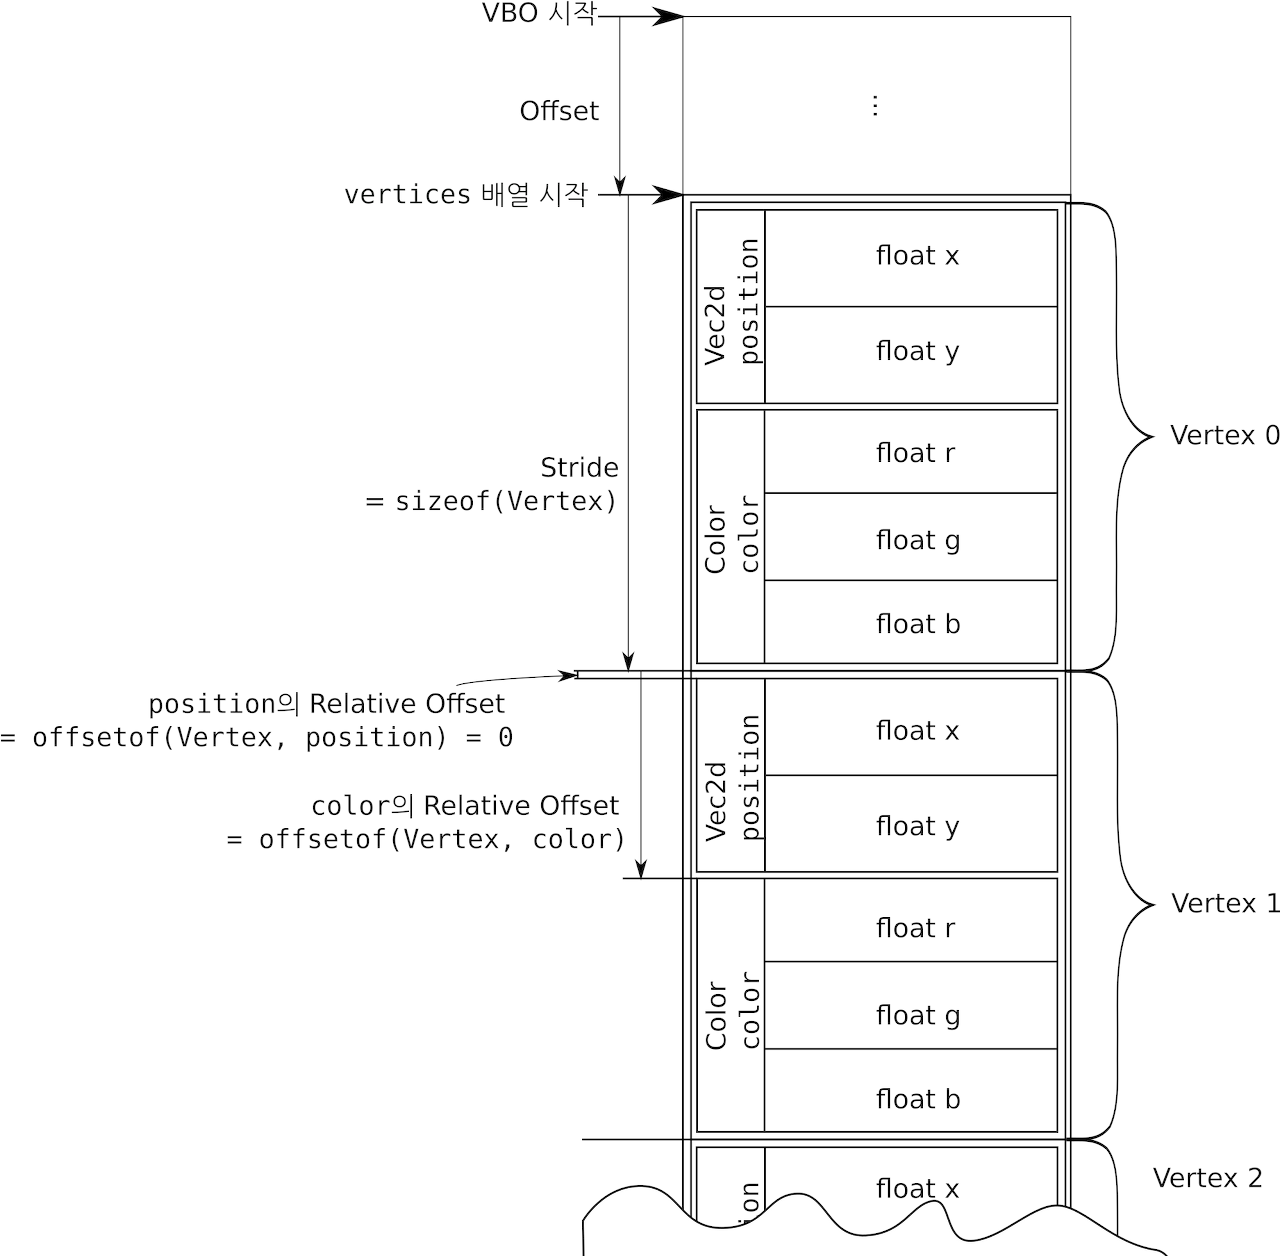 VBO 시작
⋮
Offset
vertices 배열 시작
Vec2d
position
float x
float y
Color
color
float r
float g
float b
Vertex 0
Stride
= sizeof(Vertex)
position의 Relative Offset
= offsetof(Vertex, position) = 0
color의 Relative Offset
= offsetof(Vertex, color)
Vec2d
position
float x
float y
Color
color
float r
float g
float b
Vertex 1
ion
float x
Vertex 2